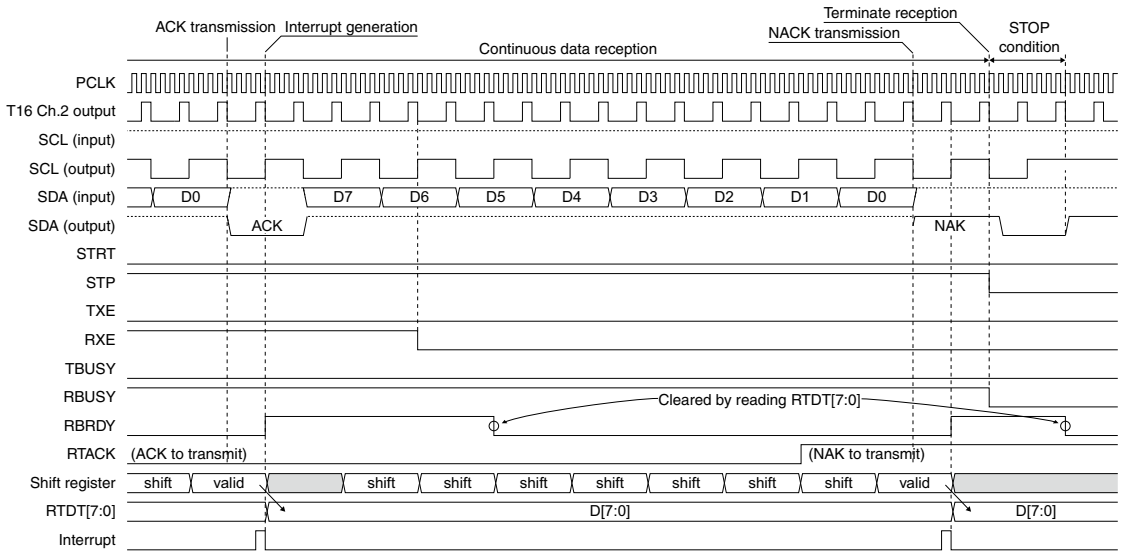 Terminate reception
ACK transmission
Interrupt generation
NACK transmission
STOP
condition
Continuous data reception
PCLK
T16 Ch.2 output
SCL (input)
SCL (output)
SDA (input)
D0
D7
D6
D5
D4
D3
D2
D1
D0
SDA (output)
ACK
NAK
STRT
STP
TXE
RXE
TBUSY
RBUSY
Cleared by reading RTDT[7:0]
RBRDY
RTACK
(ACK to transmit)
(NAK to transmit)
Shift register
shift
valid
shift
shift
shift
shift
shift
shift
shift
valid
RTDT[7:0]
D[7:0]
D[7:0]
Interrupt